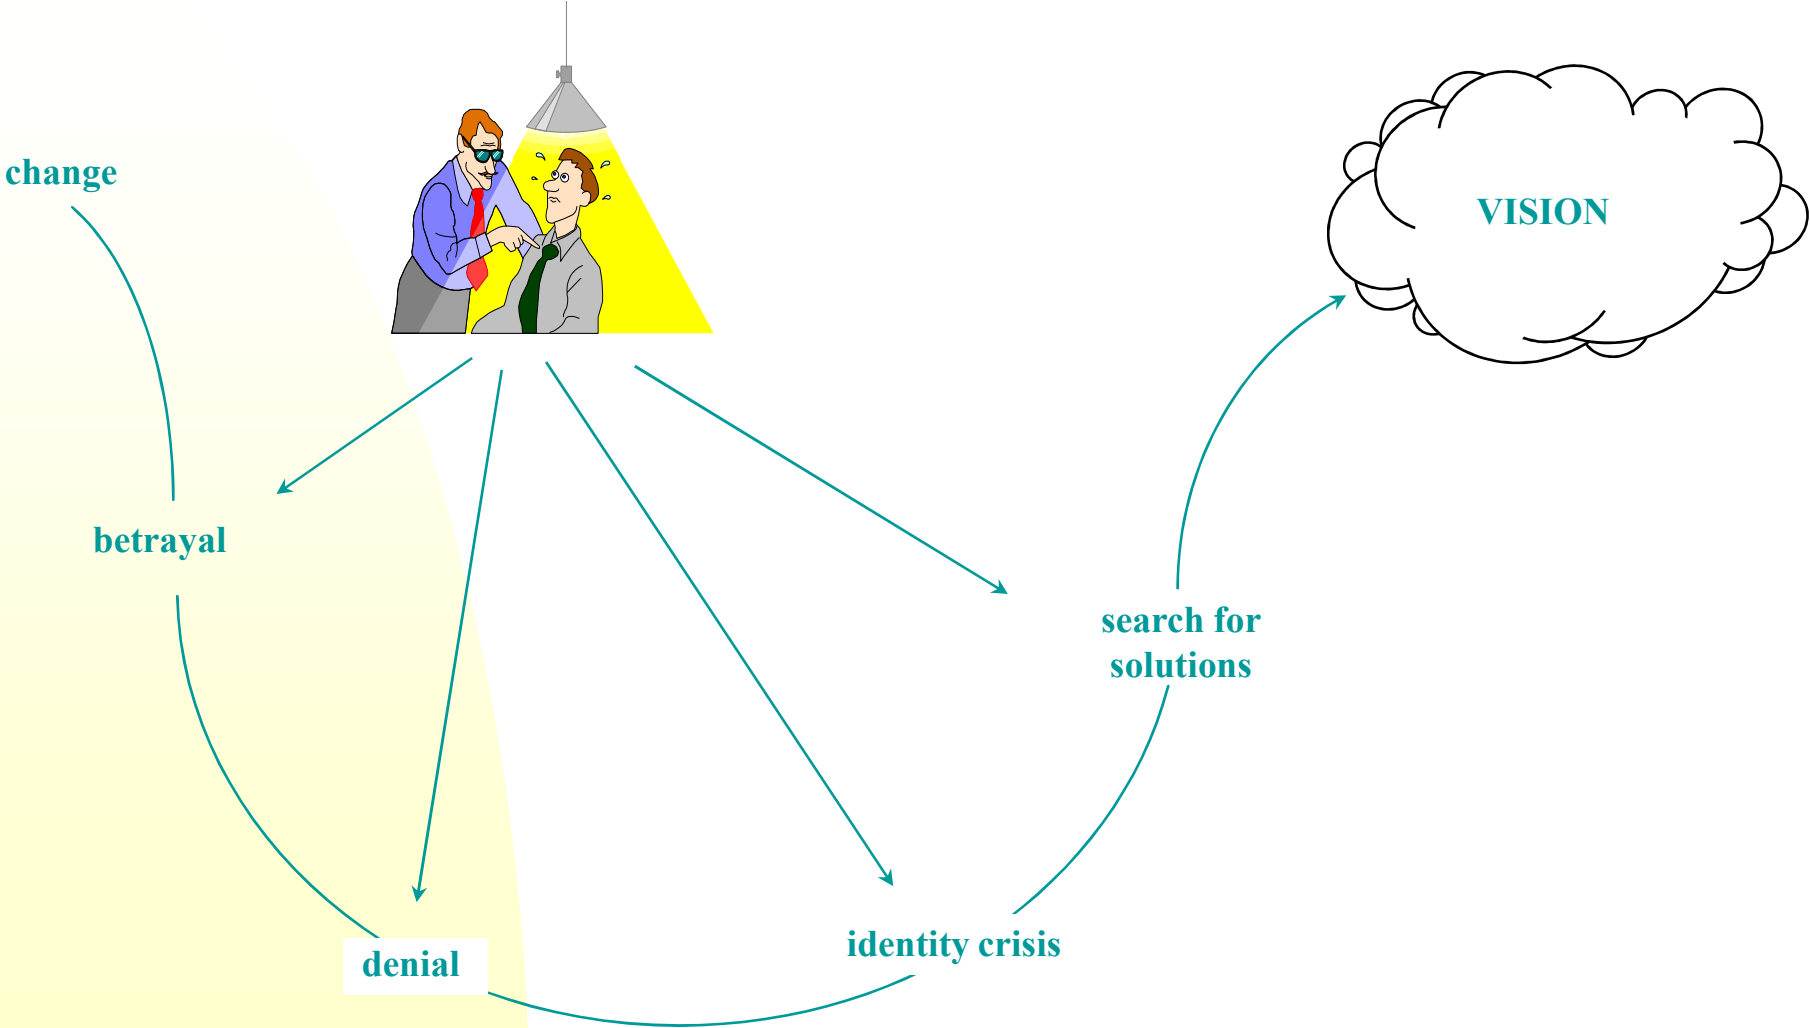 change
VISION
betrayal
search for
solutions
identity crisis
denial